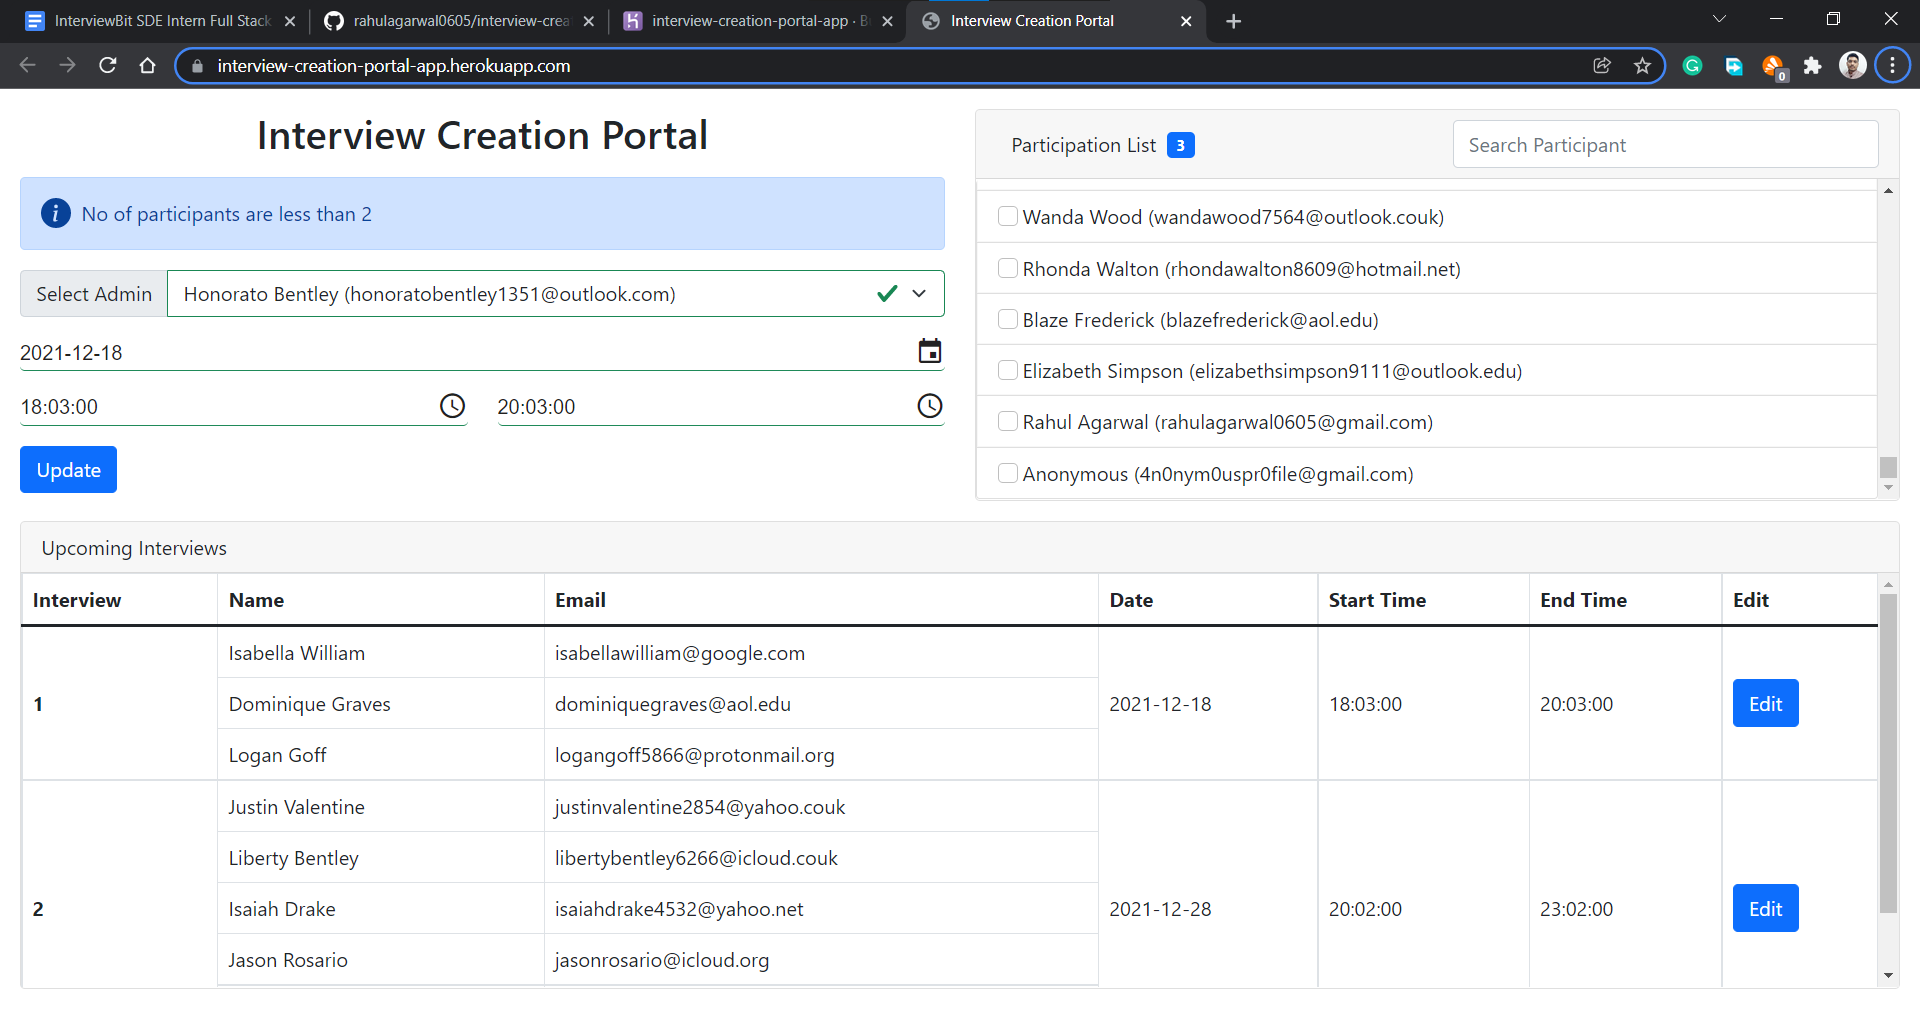 InterviewBit SDE Intern Full Stack
rahulagarwal0605/interview-crea
interview-creation-portal-app · B
Interview Creation Portal
interview-creation-portal-app.herokuapp.com
0
Interview Creation Portal
No of participants are less than 2
Select Admin
Honorato Bentley (honoratobentley1351@outlook.com)
2021-12-18
18:03:00
20:03:00
Update
Participation List 3
Search Participant
Wanda Wood (wandawood7564@outlook.couk)
Rhonda Walton (rhondawalton8609@hotmail.net)
Blaze Frederick (blazefrederick@aol.edu)
Elizabeth Simpson (elizabethsimpson9111@outlook.edu)
Rahul Agarwal (rahulagarwal0605@gmail.com)
Anonymous (4n0nym0uspr0file@gmail.com)
Upcoming Interviews
Interview Name Email Date Start Time End Time Edit
Isabella William isabellawilliam@google.com
1 Dominique Graves dominiquegraves@aol.edu 2021-12-18 18:03:00 20:03:00 Edit
Logan Goff logangoff5866@protonmail.org
Justin Valentine justinvalentine2854@yahoo.couk
Liberty Bentley libertybentley6266@icloud.couk
2 Isaiah Drake isaiahdrake4532@yahoo.net 2021-12-28 20:02:00 23:02:00 Edit
Jason Rosario jasonrosario@icloud.org